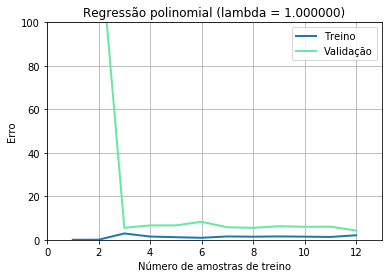 Regressão polinomial (lambda = 1.000000)
Treino
Validação
Erro
100
80
60
40
20
0
0 2 4 6 8 10 12
Número de amostras de treino